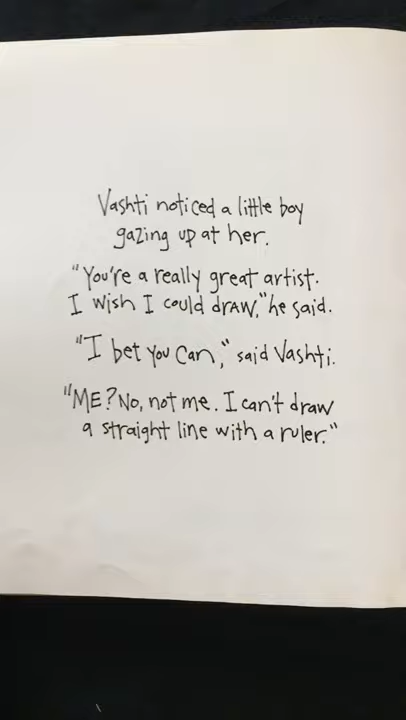 Vashti noticed a little boy
gazing up at her.
"You're a really great artist.
I wish I could draw," he said.
"I bet you can," said Vashti.
"ME? No, not me. I can't draw
a straight line with a ruler."